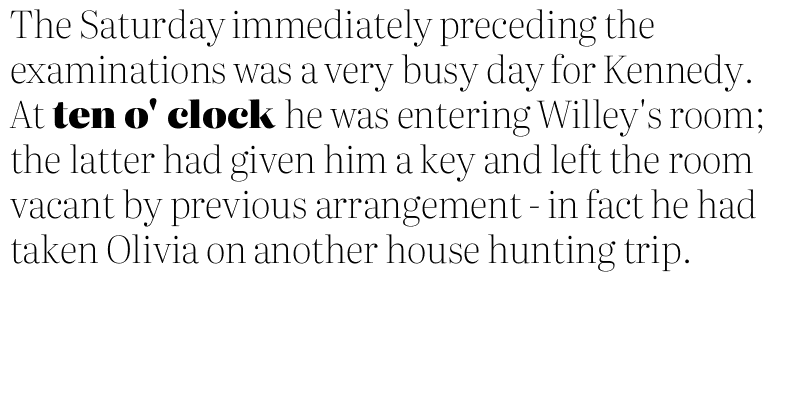 The Saturday immediately preceding the
examinations was a very busy day for Kennedy.
At ten o' clock he was entering Willey's room;
the latter had given him a key and left the room
vacant by previous arrangement - in fact he had
taken Olivia on another house hunting trip.